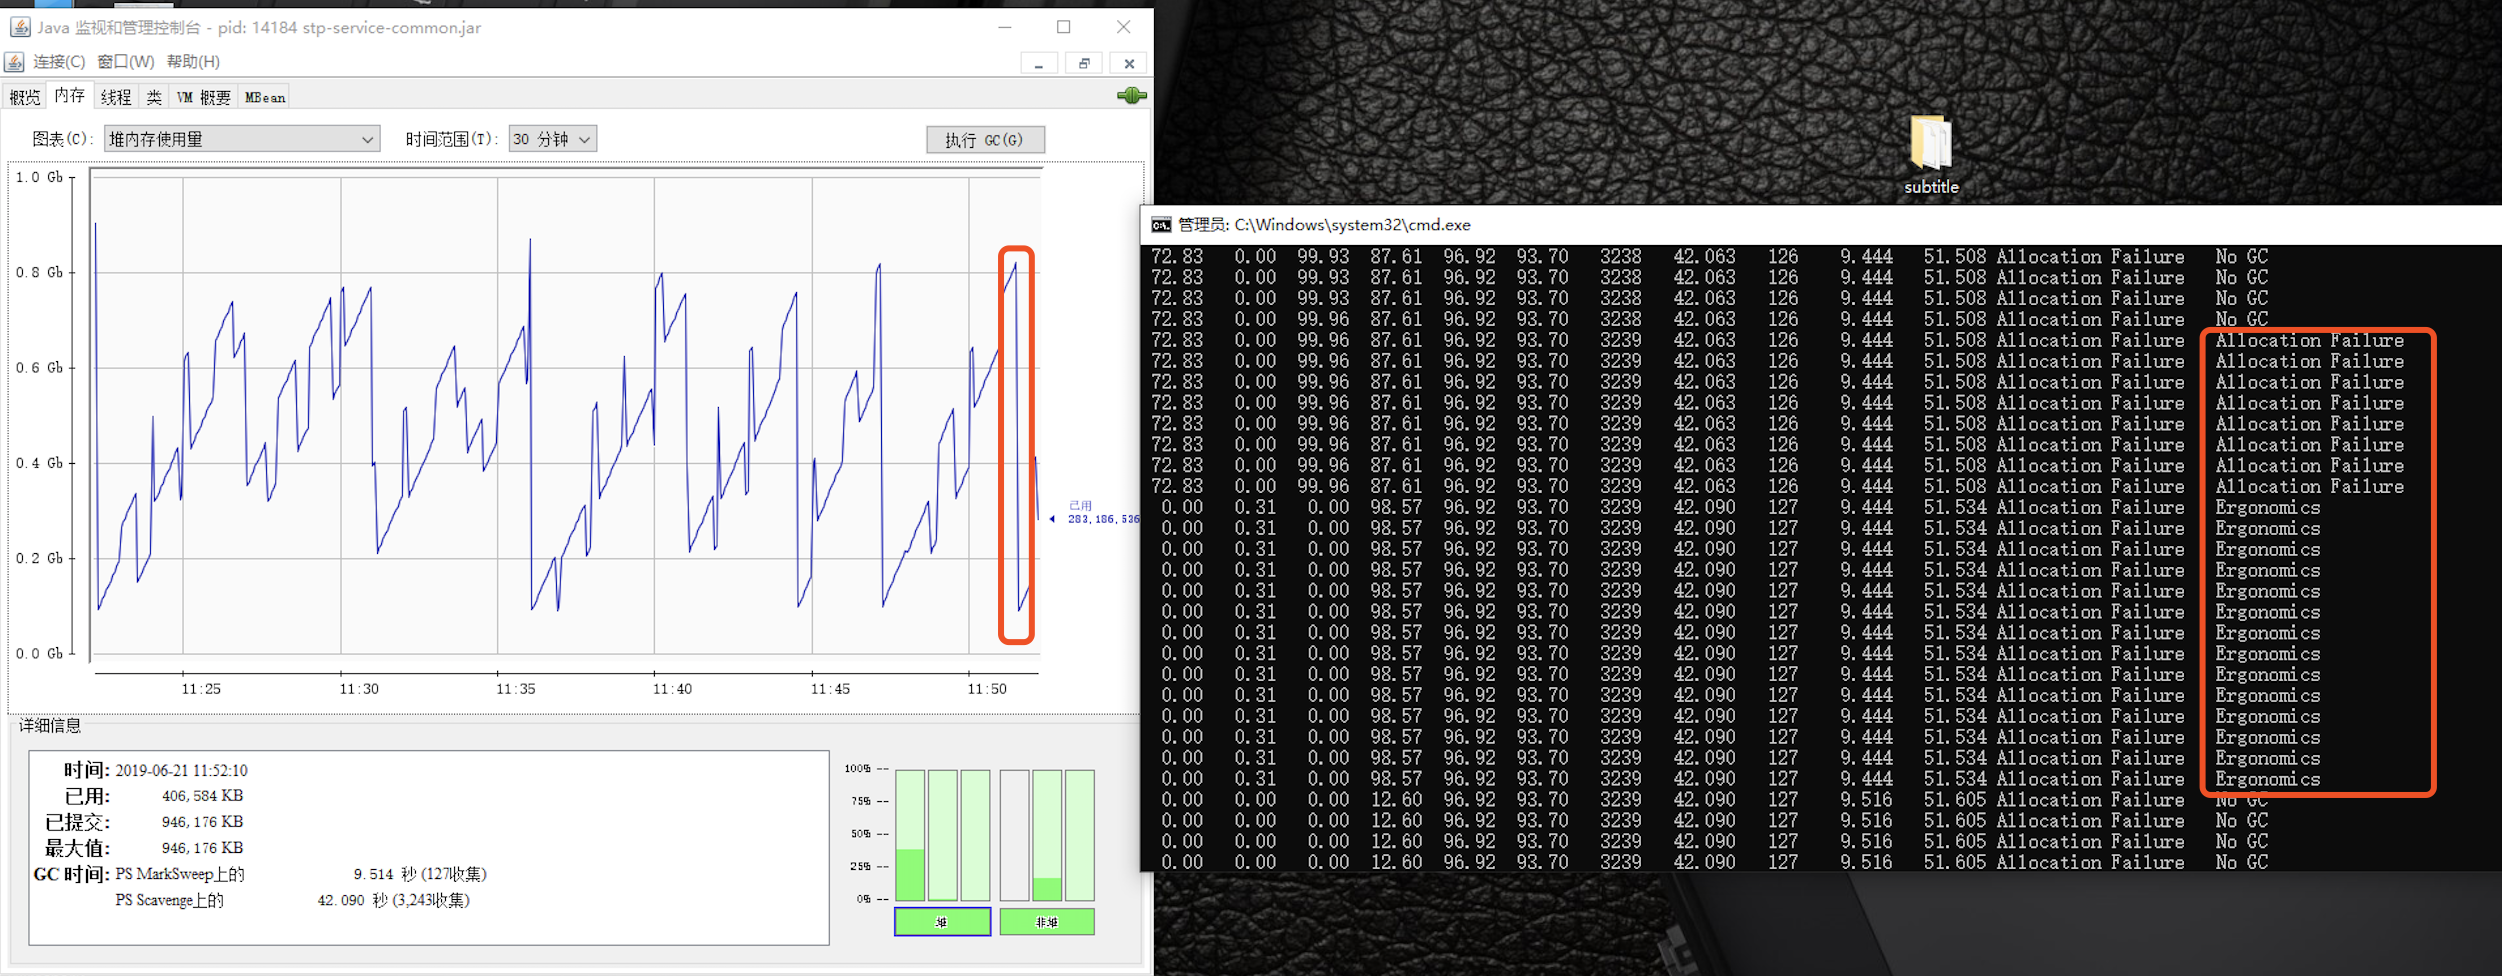 Java 监视和管理控制台 - pid: 14184 stp-service-common.jar
连接(C) 窗口(W) 帮助(H)
概览 内存 线程 类 VM 概要 MBean
图表(C): 堆内存使用量 时间范围(T): 30 分钟 执行 GC(G)
1.0 Gb
0.8 Gb
0.6 Gb
0.4 Gb
0.2 Gb
0.0 Gb
已用
283,186,536
11:25 11:30 11:35 11:40 11:45 11:50
详细信息
时间: 2019-06-21 11:52:10
已用: 406,584 KB
已提交: 946,176 KB
最大值: 946,176 KB
GC 时间: PS MarkSweep上的 9.514 秒 (127收集)
PS Scavenge上的 42.090 秒 (3,243收集)
100% --
75% --
50% --
25% --
0% --
堆 非堆
subtitle
管理员: C:\Windows\system32\cmd.exe
72.83 0.00 99.93 87.61 96.92 93.70 3238 42.063 126 9.444 51.508 Allocation Failure No GC
72.83 0.00 99.93 87.61 96.92 93.70 3238 42.063 126 9.444 51.508 Allocation Failure No GC
72.83 0.00 99.93 87.61 96.92 93.70 3238 42.063 126 9.444 51.508 Allocation Failure No GC
72.83 0.00 99.96 87.61 96.92 93.70 3238 42.063 126 9.444 51.508 Allocation Failure No GC
72.83 0.00 99.96 87.61 96.92 93.70 3239 42.063 126 9.444 51.508 Allocation Failure Allocation Failure
72.83 0.00 99.96 87.61 96.92 93.70 3239 42.063 126 9.444 51.508 Allocation Failure Allocation Failure
72.83 0.00 99.96 87.61 96.92 93.70 3239 42.063 126 9.444 51.508 Allocation Failure Allocation Failure
72.83 0.00 99.96 87.61 96.92 93.70 3239 42.063 126 9.444 51.508 Allocation Failure Allocation Failure
72.83 0.00 99.96 87.61 96.92 93.70 3239 42.063 126 9.444 51.508 Allocation Failure Allocation Failure
72.83 0.00 99.96 87.61 96.92 93.70 3239 42.063 126 9.444 51.508 Allocation Failure Allocation Failure
72.83 0.00 99.96 87.61 96.92 93.70 3239 42.063 126 9.444 51.508 Allocation Failure Allocation Failure
72.83 0.00 99.96 87.61 96.92 93.70 3239 42.063 126 9.444 51.508 Allocation Failure Allocation Failure
0.00 0.31 0.00 98.57 96.92 93.70 3239 42.090 127 9.444 51.534 Allocation Failure Ergonomics
0.00 0.31 0.00 98.57 96.92 93.70 3239 42.090 127 9.444 51.534 Allocation Failure Ergonomics
0.00 0.31 0.00 98.57 96.92 93.70 3239 42.090 127 9.444 51.534 Allocation Failure Ergonomics
0.00 0.31 0.00 98.57 96.92 93.70 3239 42.090 127 9.444 51.534 Allocation Failure Ergonomics
0.00 0.31 0.00 98.57 96.92 93.70 3239 42.090 127 9.444 51.534 Allocation Failure Ergonomics
0.00 0.31 0.00 98.57 96.92 93.70 3239 42.090 127 9.444 51.534 Allocation Failure Ergonomics
0.00 0.31 0.00 98.57 96.92 93.70 3239 42.090 127 9.444 51.534 Allocation Failure Ergonomics
0.00 0.31 0.00 98.57 96.92 93.70 3239 42.090 127 9.444 51.534 Allocation Failure Ergonomics
0.00 0.31 0.00 98.57 96.92 93.70 3239 42.090 127 9.444 51.534 Allocation Failure Ergonomics
0.00 0.31 0.00 98.57 96.92 93.70 3239 42.090 127 9.444 51.534 Allocation Failure Ergonomics
0.00 0.31 0.00 98.57 96.92 93.70 3239 42.090 127 9.444 51.534 Allocation Failure Ergonomics
0.00 0.31 0.00 98.57 96.92 93.70 3239 42.090 127 9.444 51.534 Allocation Failure Ergonomics
0.00 0.31 0.00 98.57 96.92 93.70 3239 42.090 127 9.444 51.534 Allocation Failure Ergonomics
0.00 0.31 0.00 98.57 96.92 93.70 3239 42.090 127 9.444 51.534 Allocation Failure Ergonomics
0.00 0.00 0.00 12.60 96.92 93.70 3239 42.090 127 9.516 51.605 Allocation Failure No GC
0.00 0.00 0.00 12.60 96.92 93.70 3239 42.090 127 9.516 51.605 Allocation Failure No GC
0.00 0.00 0.00 12.60 96.92 93.70 3239 42.090 127 9.516 51.605 Allocation Failure No GC
0.00 0.00 0.00 12.60 96.92 93.70 3239 42.090 127 9.516 51.605 Allocation Failure No GC